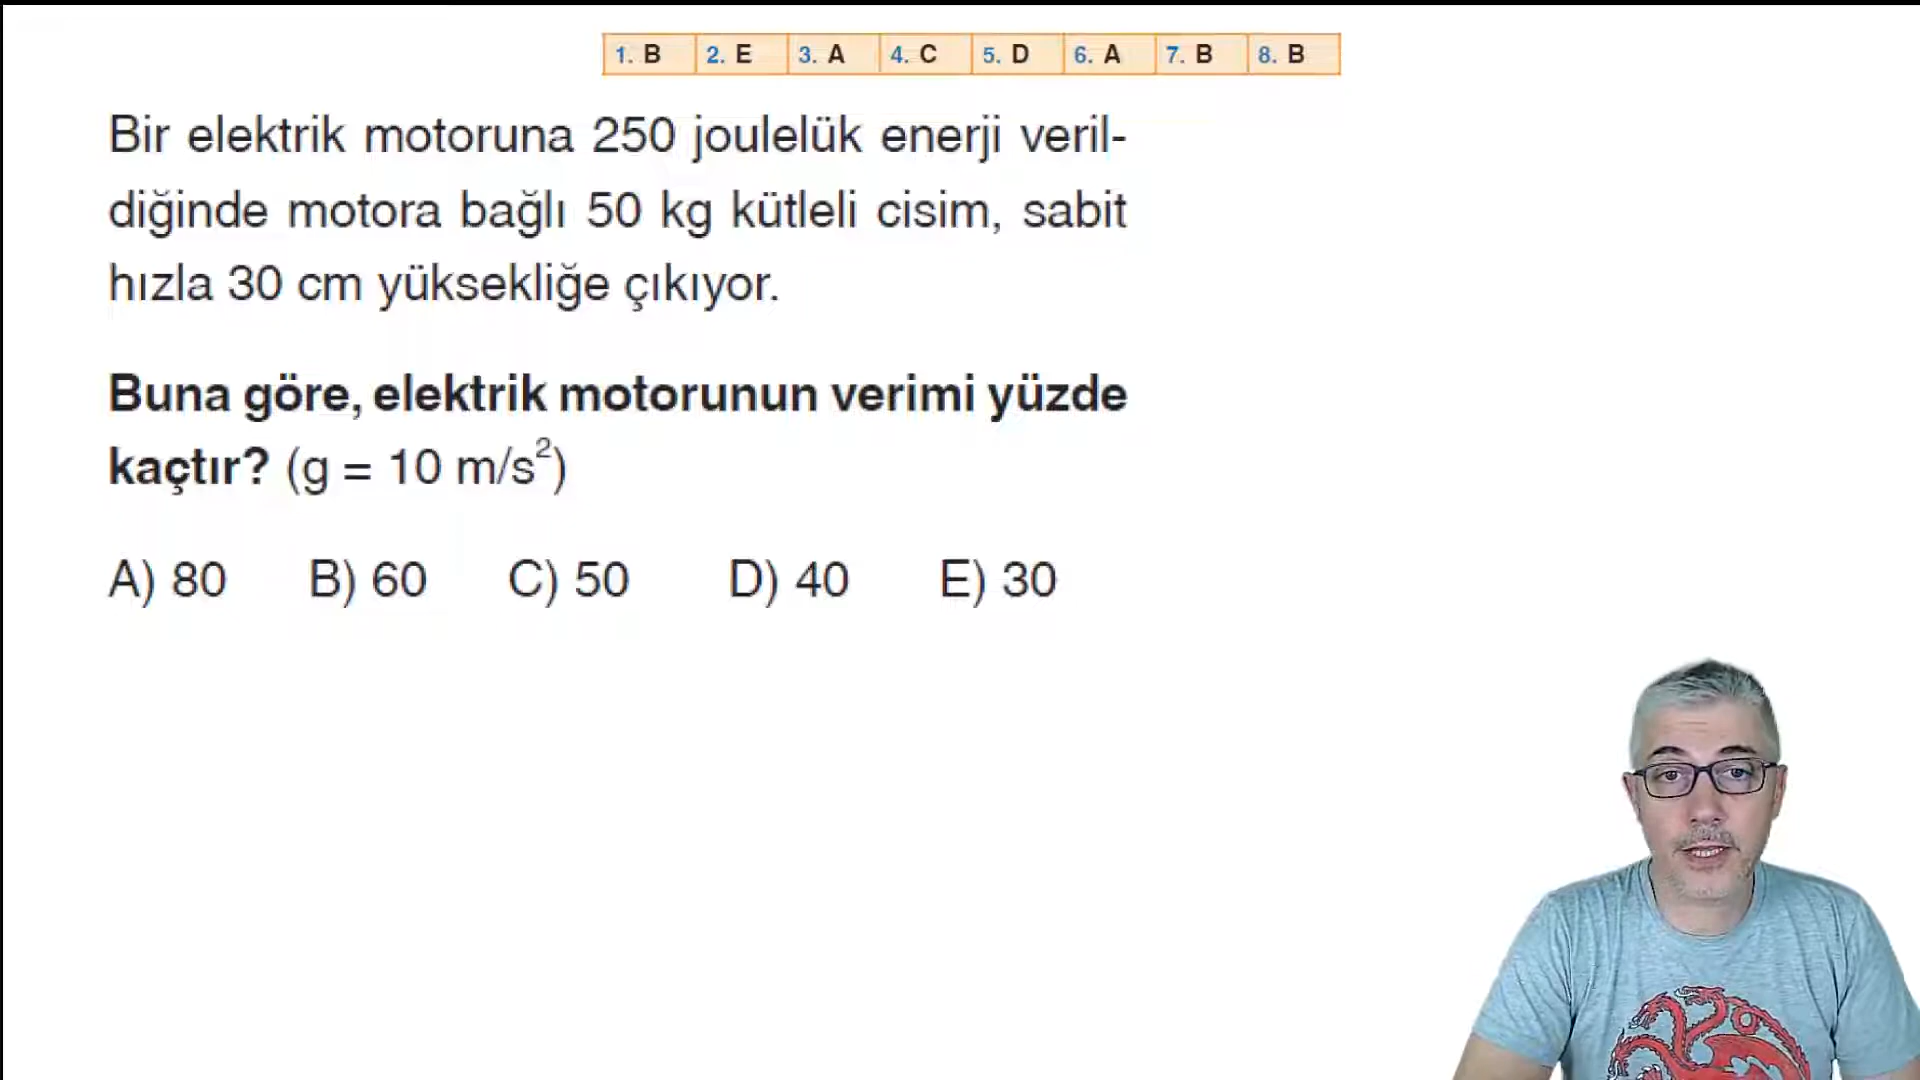 1. B 2. E 3. A 4. C 5. D 6. A 7. B 8. B
Bir elektrik motoruna 250 joulelük enerji veril-
diğinde motora bağlı 50 kg kütleli cisim, sabit
hızla 30 cm yüksekliğe çıkıyor.
Buna göre, elektrik motorunun verimi yüzde
kaçtır? (g = 10 m/s²)
A) 80 B) 60 C) 50 D) 40 E) 30